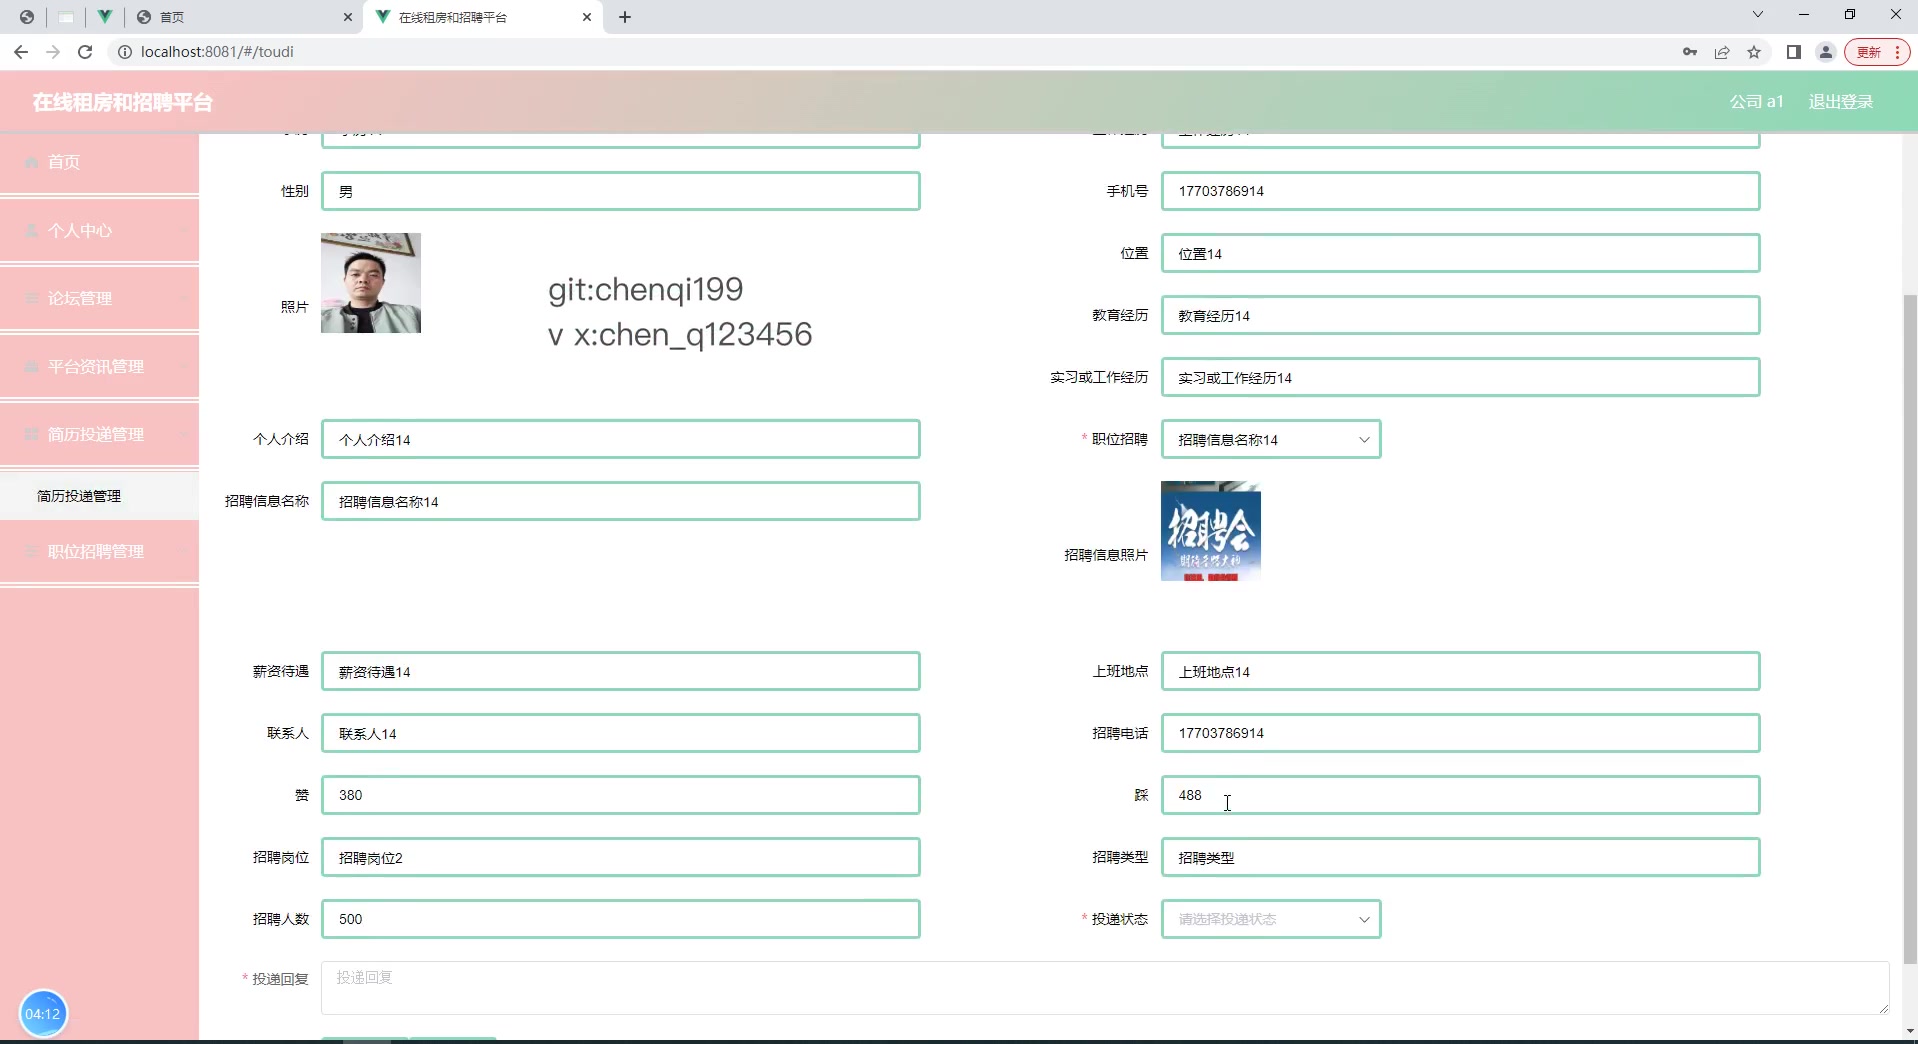 首页
在线租房和招聘平台
localhost:8081/#/toudi
更新
在线租房和招聘平台
公司 a1 退出登录
首页
个人中心
论坛管理
平台资讯管理
简历投递管理
简历投递管理
职位招聘管理
性别 男
手机号 17703786914
照片
git:chenqi199
v x:chen_q123456
位置 位置14
教育经历 教育经历14
实习或工作经历 实习或工作经历14
个人介绍 个人介绍14
* 职位招聘 招聘信息名称14
招聘信息名称 招聘信息名称14
招聘信息照片
招聘会
薪资待遇 薪资待遇14
上班地点 上班地点14
联系人 联系人14
招聘电话 17703786914
赞 380
踩 488
招聘岗位 招聘岗位2
招聘类型 招聘类型
招聘人数 500
* 投递状态 请选择投递状态
* 投递回复 投递回复
04:12